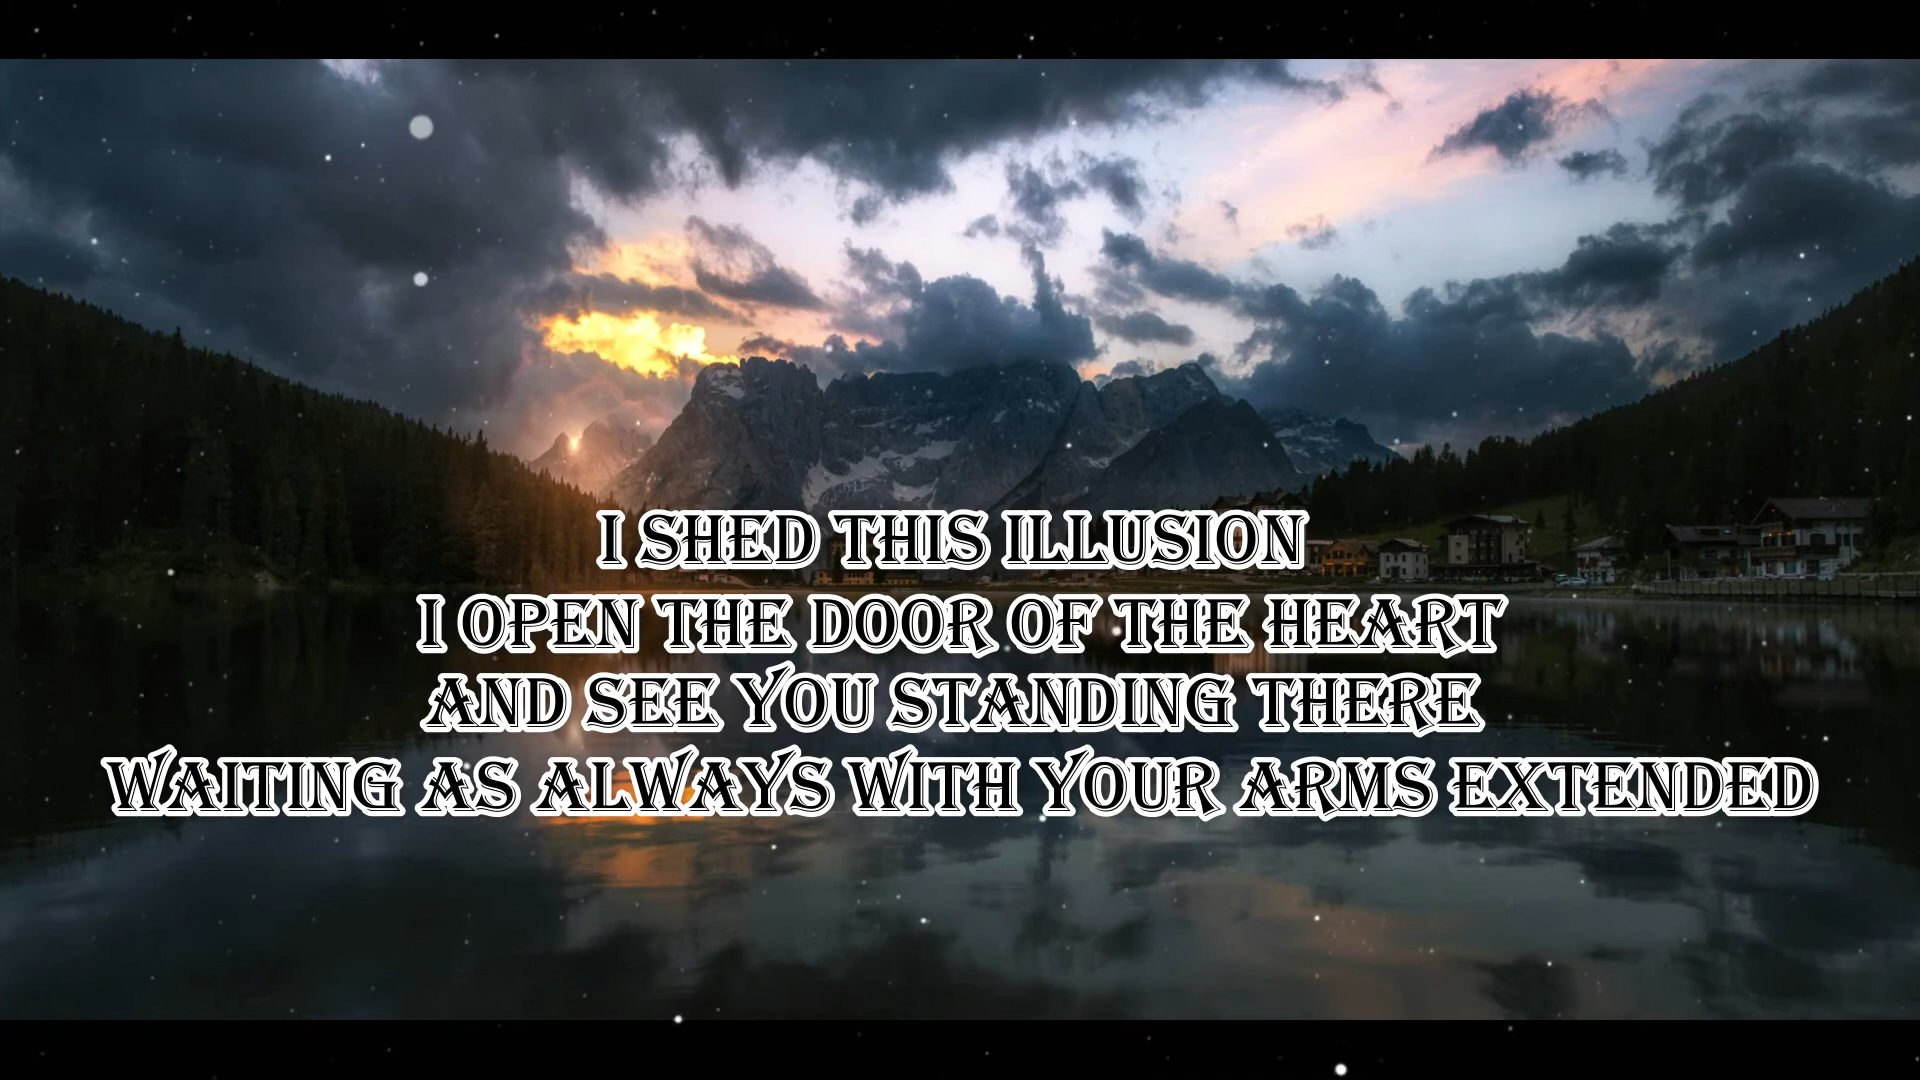 I SHED THIS ILLUSION
I OPEN THE DOOR OF THE HEART
AND SEE YOU STANDING THERE
WAITING AS ALWAYS WITH YOUR ARMS EXTENDED